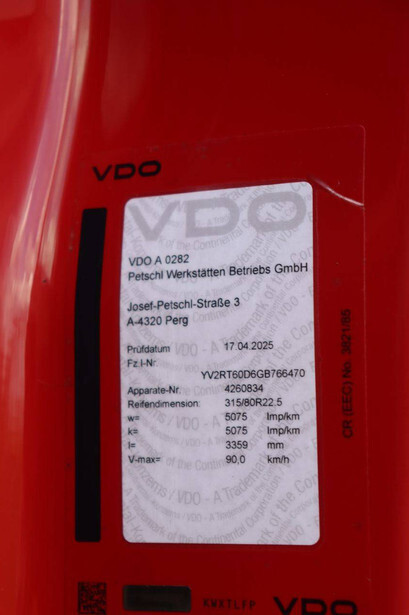 VDO
VDO
VDO A 0282
Petschl Werkstätten Betriebs GmbH
Josef-Petschl-Straße 3
A-4320 Perg
Prüfdatum 17.04.2025
Fz.I-Nr.
YV2RT60D6GB766470
Apparate-Nr. 4260834
Reifendimension: 315/80R22.5
w= 5075 Imp/km
k= 5075 Imp/km
l= 3359 mm
V-max= 90,0 km/h
CR (EEC) No. 3821/85
VDO